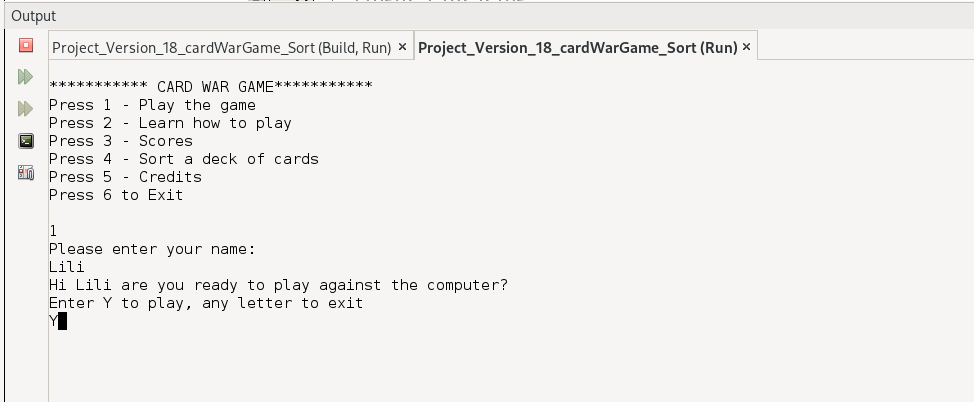 Output
Project_Version_18_cardWarGame_Sort (Build, Run) × Project_Version_18_cardWarGame_Sort (Run) ×
*********** CARD WAR GAME***********
Press 1 - Play the game
Press 2 - Learn how to play
Press 3 - Scores
Press 4 - Sort a deck of cards
Press 5 - Credits
Press 6 to Exit
1
Please enter your name:
Lili
Hi Lili are you ready to play against the computer?
Enter Y to play, any letter to exit
Y